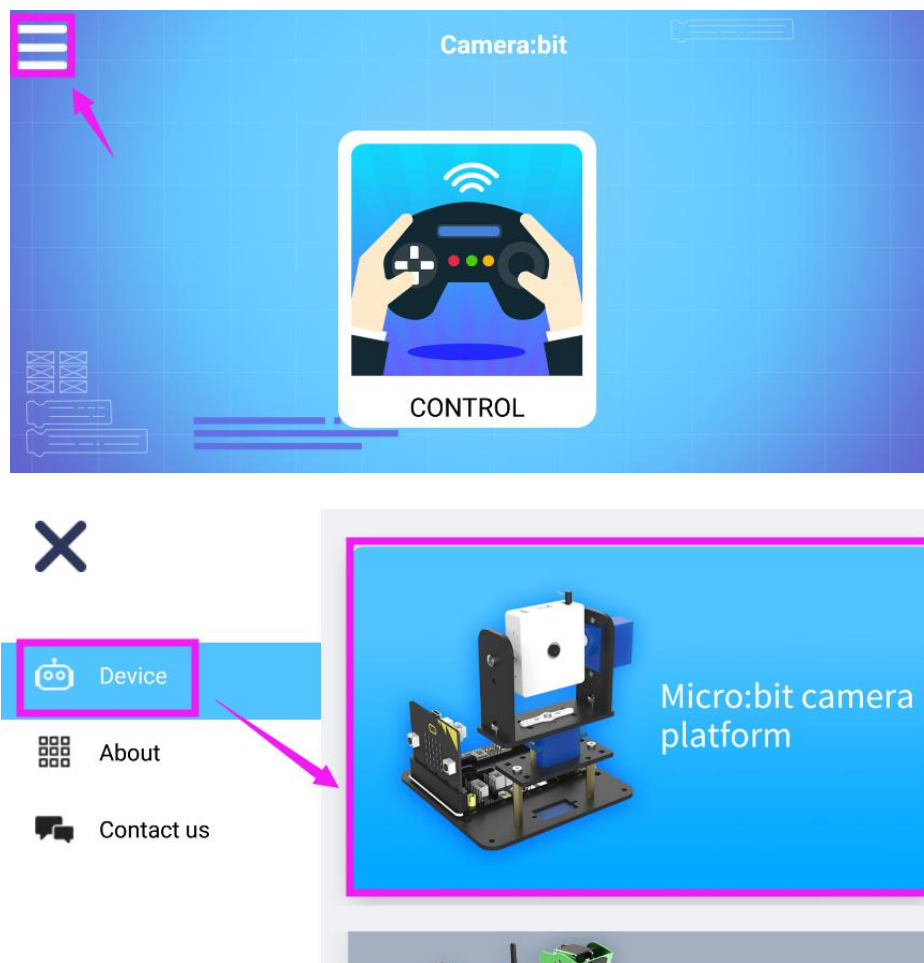 Camera:bit
CONTROL
Device
About
Contact us
Micro:bit camera
platform